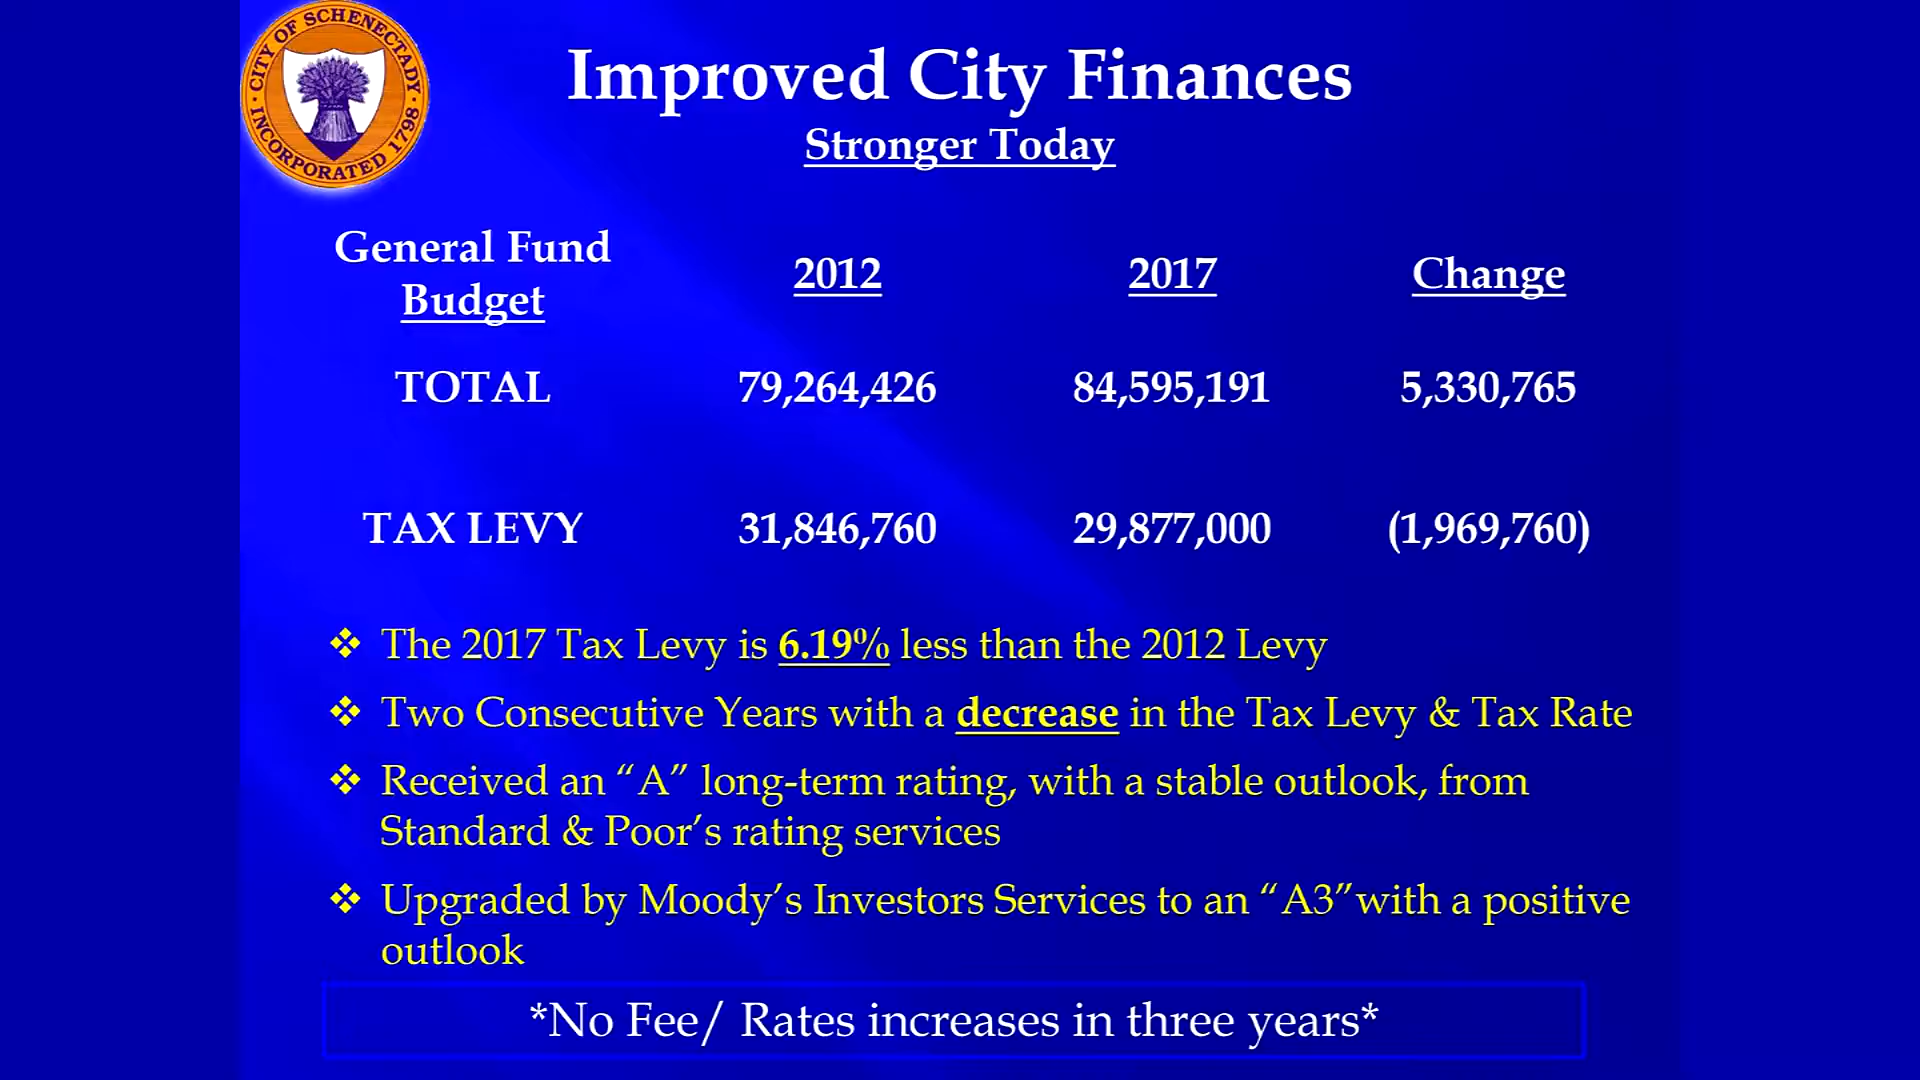 CITY OF SCHENECTADY
INCORPORATED 1798
Improved City Finances
Stronger Today
General Fund
Budget
2012
2017
Change
TOTAL
79,264,426
84,595,191
5,330,765
TAX LEVY
31,846,760
29,877,000
(1,969,760)
❖ The 2017 Tax Levy is 6.19% less than the 2012 Levy
❖ Two Consecutive Years with a decrease in the Tax Levy & Tax Rate
❖ Received an “A” long-term rating, with a stable outlook, from
Standard & Poor’s rating services
❖ Upgraded by Moody’s Investors Services to an “A3”with a positive
outlook
*No Fee/ Rates increases in three years*